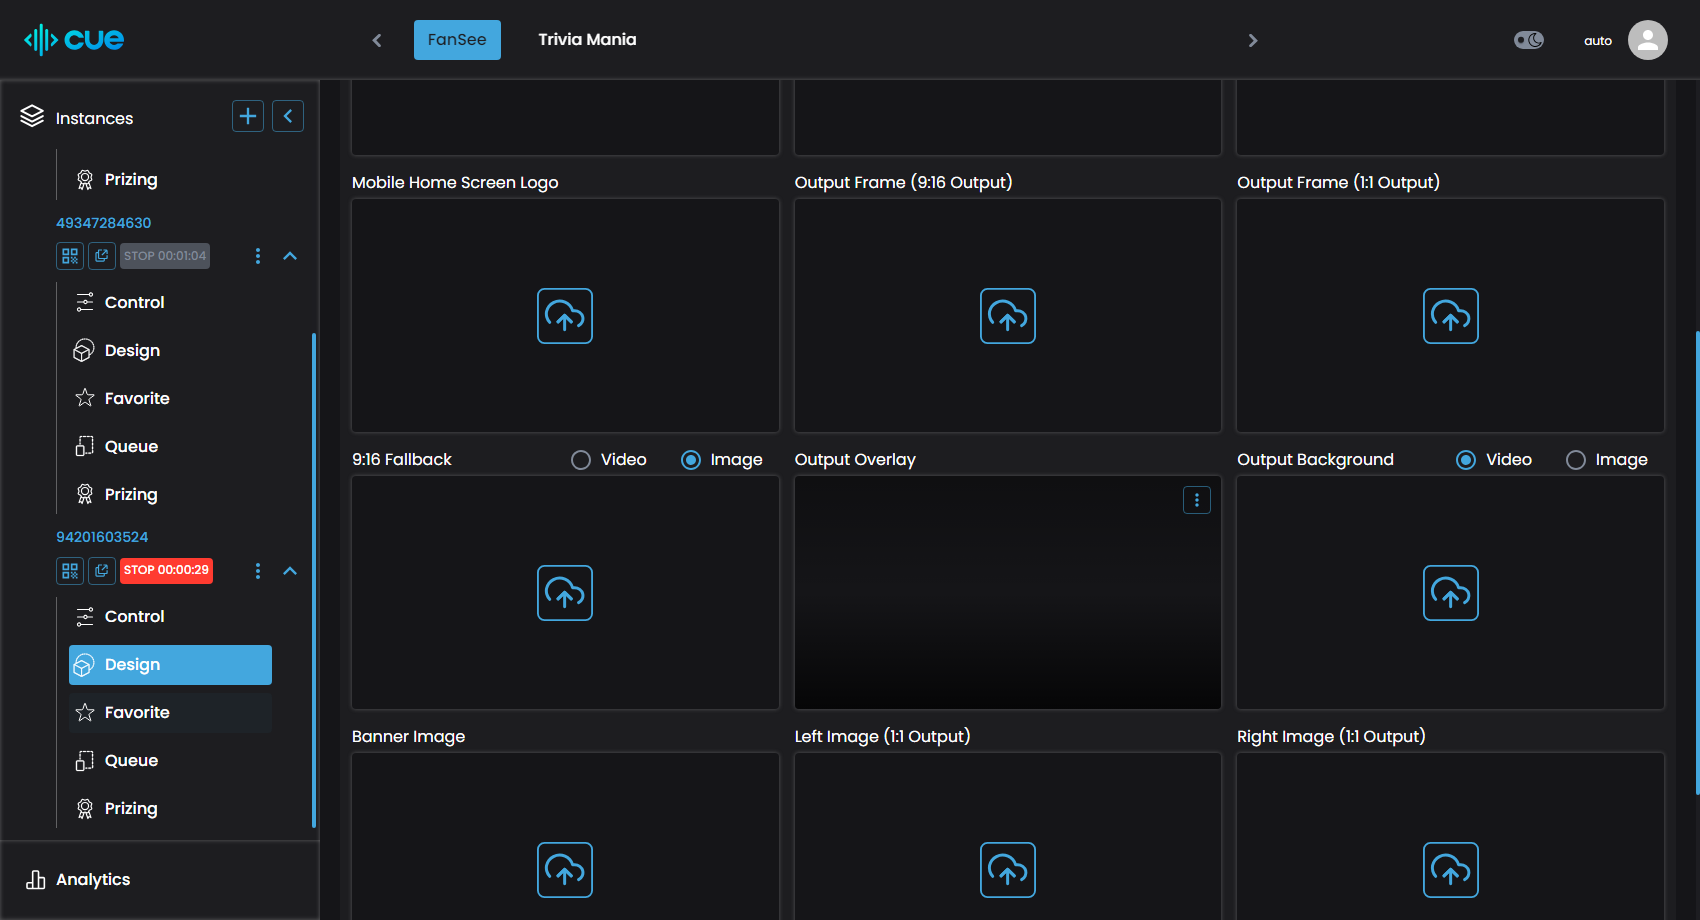 cue
FanSee
Trivia Mania
auto
Instances
Prizing
49347284630
STOP 00:01:04
Control
Design
Favorite
Queue
Prizing
94201603524
STOP 00:00:29
Control
Design
Favorite
Queue
Prizing
Analytics
Mobile Home Screen Logo
Output Frame (9:16 Output)
Output Frame (1:1 Output)
9:16 Fallback
Video
Image
Output Overlay
Output Background
Video
Image
Banner Image
Left Image (1:1 Output)
Right Image (1:1 Output)